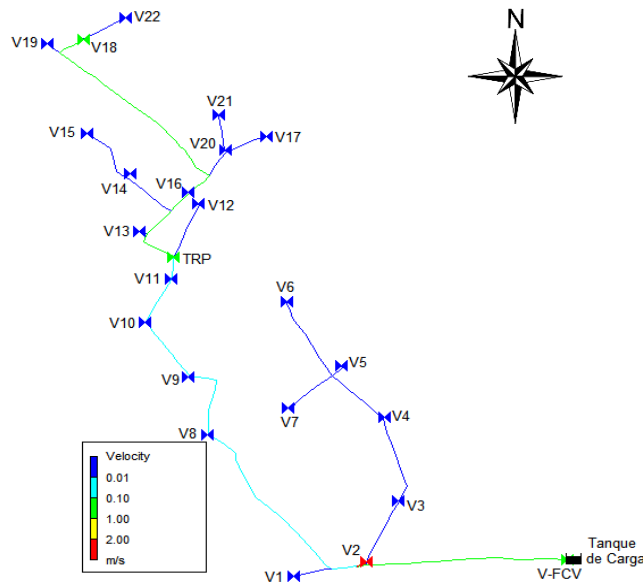 V22
N
V19
V18
V21
V15
V20
V17
V14
V16
V12
V13
TRP
V11
V6
V10
V5
V9
V7
V4
V8
Velocity
0.01
0.10
1.00
2.00
m/s
V3
V2
V1
Tanque
de Carga
V-FCV